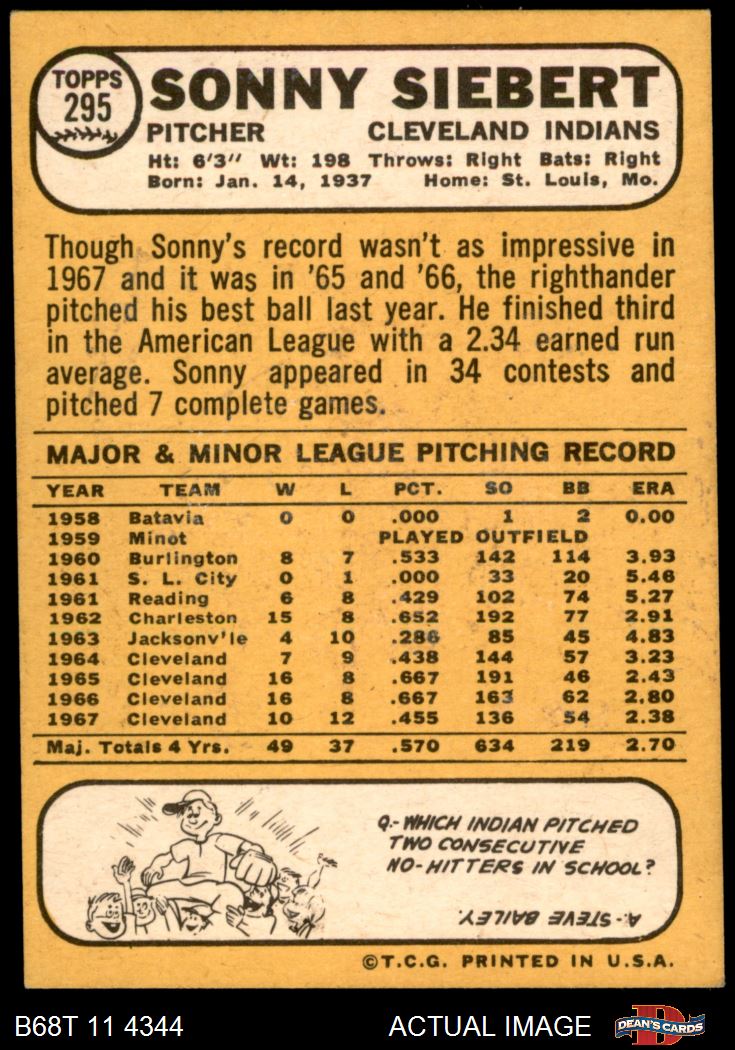 TOPPS
295
SONNY SIEBERT
PITCHER CLEVELAND INDIANS
Ht: 6'3" Wt: 198 Throws: Right Bats: Right
Born: Jan. 14, 1937 Home: St. Louis, Mo.
Though Sonny's record wasn't as impressive in
1967 and it was in '65 and '66, the righthander
pitched his best ball last year. He finished third
in the American League with a 2.34 earned run
average. Sonny appeared in 34 contests and
pitched 7 complete games.
MAJOR & MINOR LEAGUE PITCHING RECORD
YEAR TEAM W L PCT. SO BB ERA
1958 Batavia 0 0 .000 1 2 0.00
1959 Minot PLAYED OUTFIELD
1960 Burlington 8 7 .533 142 114 3.93
1961 S. L. City 0 1 .000 33 20 5.46
1961 Reading 6 8 .429 102 74 5.27
1962 Charleston 15 8 .652 192 77 2.91
1963 Jacksonv'le 4 10 .286 85 45 4.83
1964 Cleveland 7 9 .438 144 57 3.23
1965 Cleveland 16 8 .667 191 46 2.43
1966 Cleveland 16 8 .667 163 62 2.80
1967 Cleveland 10 12 .455 136 54 2.38
Maj. Totals 4 Yrs. 49 37 .570 634 219 2.70
Q.- WHICH INDIAN PITCHED
TWO CONSECUTIVE
NO-HITTERS IN SCHOOL?
A.- STEVE BAILEY.
©T.C.G. PRINTED IN U.S.A.
B68T 11 4344 ACTUAL IMAGE
D
DEAN'S CARDS